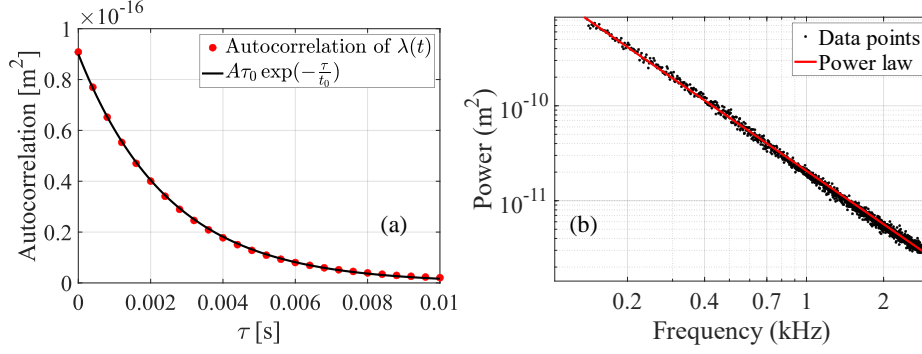 ×10⁻¹⁶
1
0.8
0.6
0.4
0.2
0
Autocorrelation [m²]
Autocorrelation of λ(t)
Aτ₀ exp(−τ/t₀)
(a)
0
0.002
0.004
0.006
0.008
0.01
τ [s]
Power (m²)
10⁻¹⁰
10⁻¹¹
Data points
Power law
(b)
0.2
0.4
0.7
1
2
Frequency (kHz)